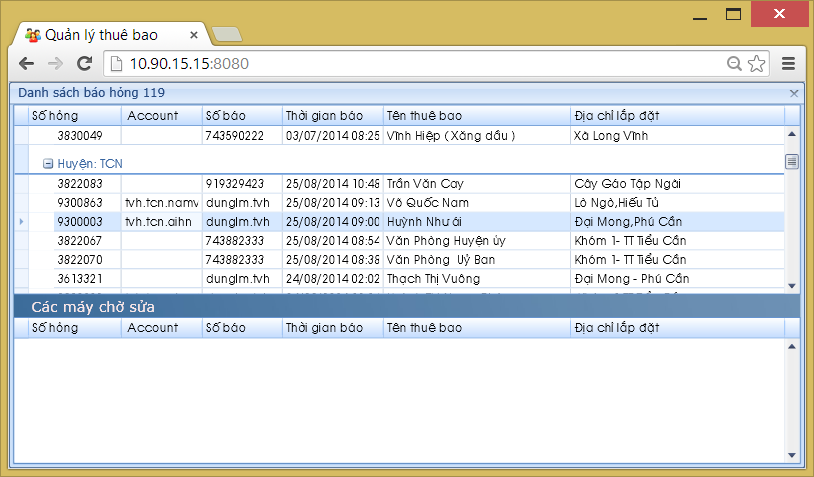 Quản lý thuê bao
10.90.15.15:8080
Danh sách báo hỏng 119
Số hỏng Account Số báo Thời gian báo Tên thuê bao Địa chỉ lắp đặt
3830049 743590222 03/07/2014 08:25 Vĩnh Hiệp ( Xăng dầu ) Xà Long Vĩnh
Huyện: TCN
3822083 919329423 25/08/2014 10:48 Trần Văn Cay Cây Gáo Tập Ngãi
9300863 tvh.tcn.namv dunglm.tvh 25/08/2014 09:13 Võ Quốc Nam Lò Ngò,Hiếu Tủ
9300003 tvh.tcn.aihn dunglm.tvh 25/08/2014 09:00 Huỳnh Như ái Đại Mong,Phú Cần
3822067 743882333 25/08/2014 08:54 Văn Phòng Huyện ủy Khóm 1- TT Tiểu Cần
3822070 743882333 25/08/2014 08:38 Văn Phòng Uỷ Ban Khóm 1- TT Tiểu Cần
3613321 dunglm.tvh 24/08/2014 02:02 Thạch Thị Vuông Đại Mong - Phú Cần
Các máy chờ sửa
Số hỏng Account Số báo Thời gian báo Tên thuê bao Địa chỉ lắp đặt